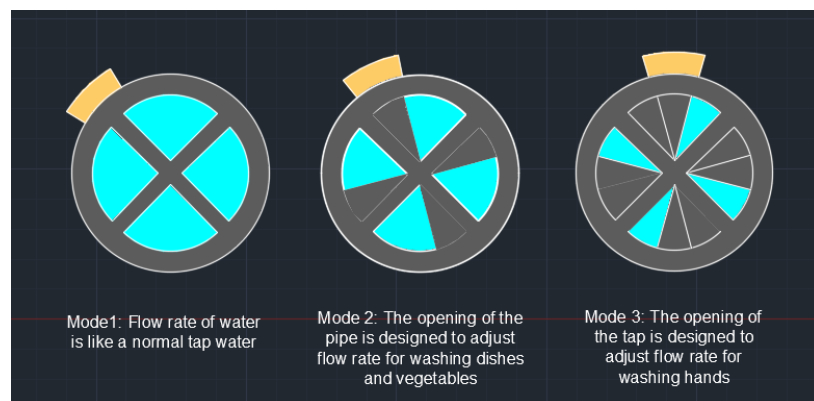 Mode1: Flow rate of water
is like a normal tap water
Mode 2: The opening of the
pipe is designed to adjust
flow rate for washing dishes
and vegetables
Mode 3: The opening of
the tap is designed to
adjust flow rate for
washing hands